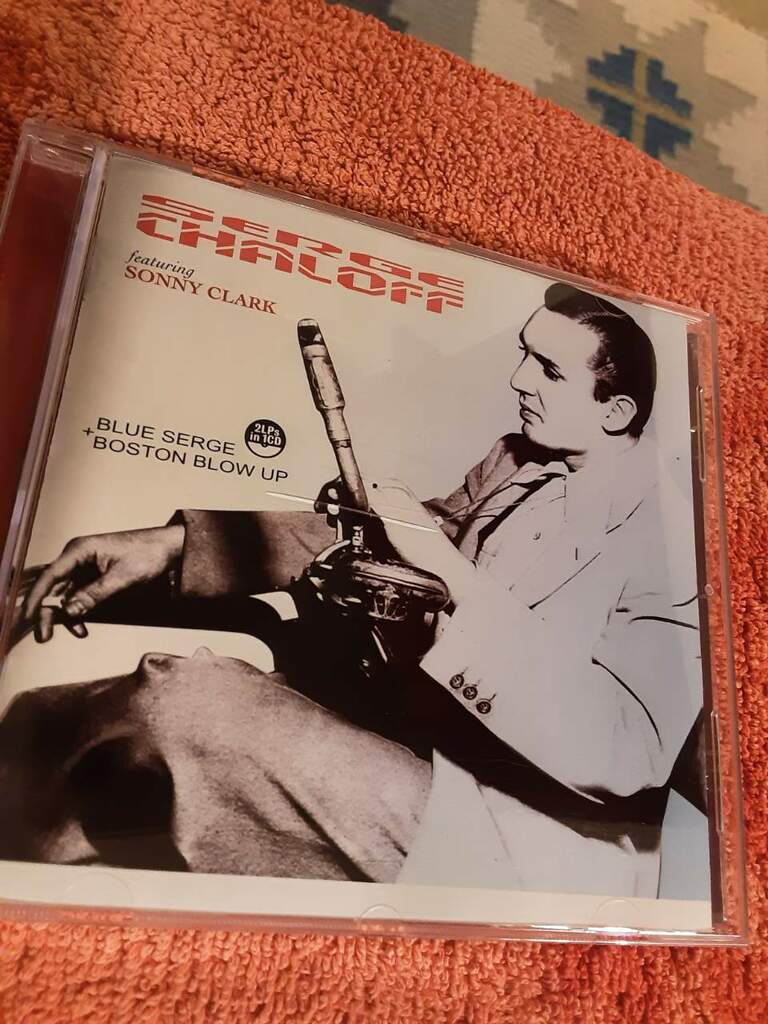 SERGE
CHALOFF
featuring
SONNY CLARK
+BLUE SERGE
+BOSTON BLOW UP
2LPs
in 1CD